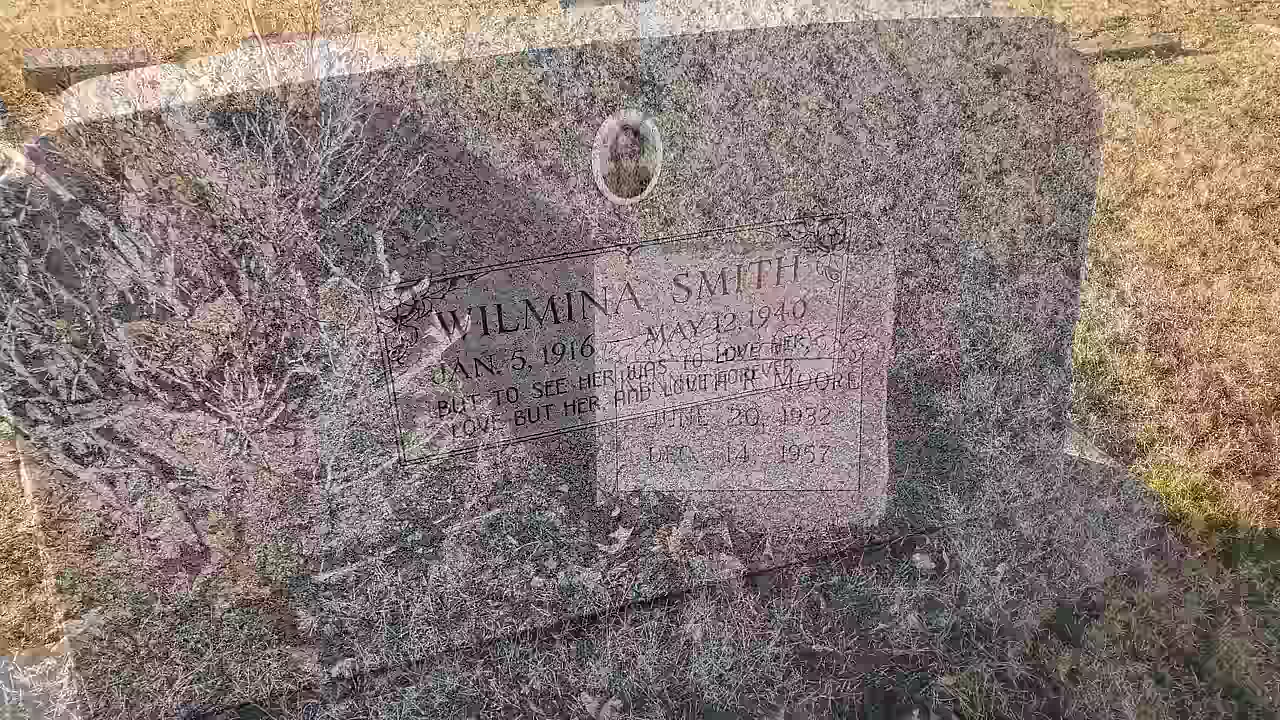 WILMINA SMITH
JAN. 5, 1916 — MAY 12, 1940
BUT TO SEE HER WAS TO LOVE HER,
LOVE BUT HER, AND LOVE FOREVER.
R MOORE
JUNE 20, 1932
DEC. 14, 1957